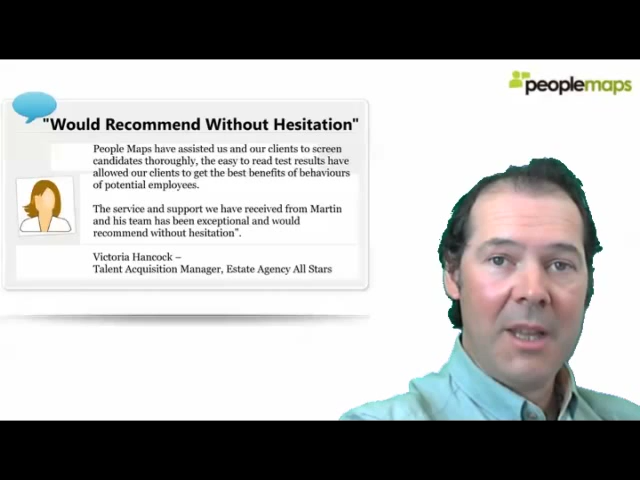 peoplemaps
"Would Recommend Without Hesitation"
People Maps have assisted us and our clients to screen
candidates thoroughly, the easy to read test results have
allowed our clients to get the best benefits of behaviours
of potential employees.
The service and support we have received from Martin
and his team has been exceptional and would
recommend without hesitation".
Victoria Hancock –
Talent Acquisition Manager, Estate Agency All Stars